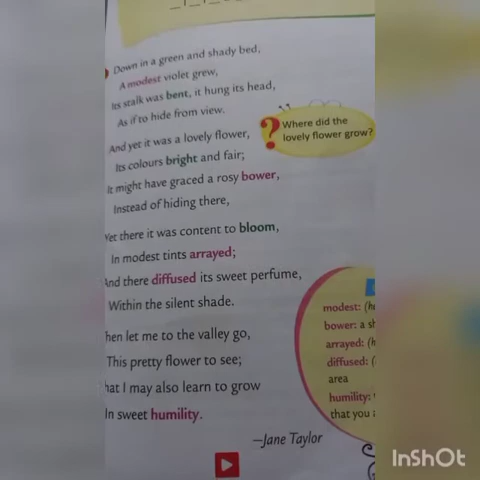 Down in a green and shady bed,
A modest violet grew,
Its stalk was bent, it hung its head,
As if to hide from view.
And yet it was a lovely flower,
Its colours bright and fair;
It might have graced a rosy bower,
Instead of hiding there,
Yet there it was content to bloom,
In modest tints arrayed;
And there diffused its sweet perfume,
Within the silent shade.
hen let me to the valley go,
This pretty flower to see;
hat I may also learn to grow
In sweet humility.
—Jane Taylor
? Where did the
lovely flower grow?
modest: (h
bower: a sh
arrayed: (h
diffused: (
area
humility:
that you
InShOt